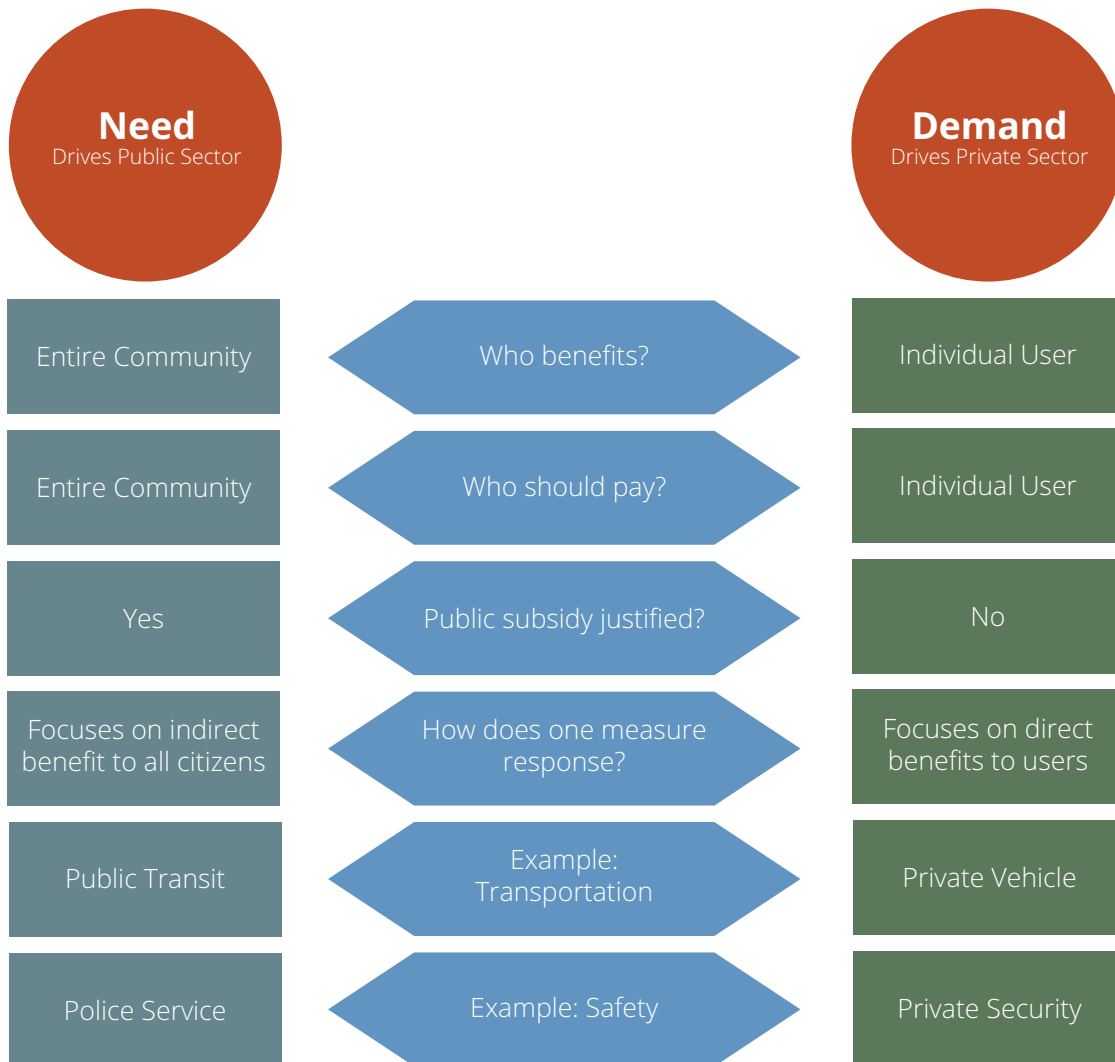 Need
Drives Public Sector
Demand
Drives Private Sector
Entire Community
Who benefits?
Individual User
Entire Community
Who should pay?
Individual User
Yes
Public subsidy justified?
No
Focuses on indirect
benefit to all citizens
How does one measure
response?
Focuses on direct
benefits to users
Public Transit
Example:
Transportation
Private Vehicle
Police Service
Example: Safety
Private Security